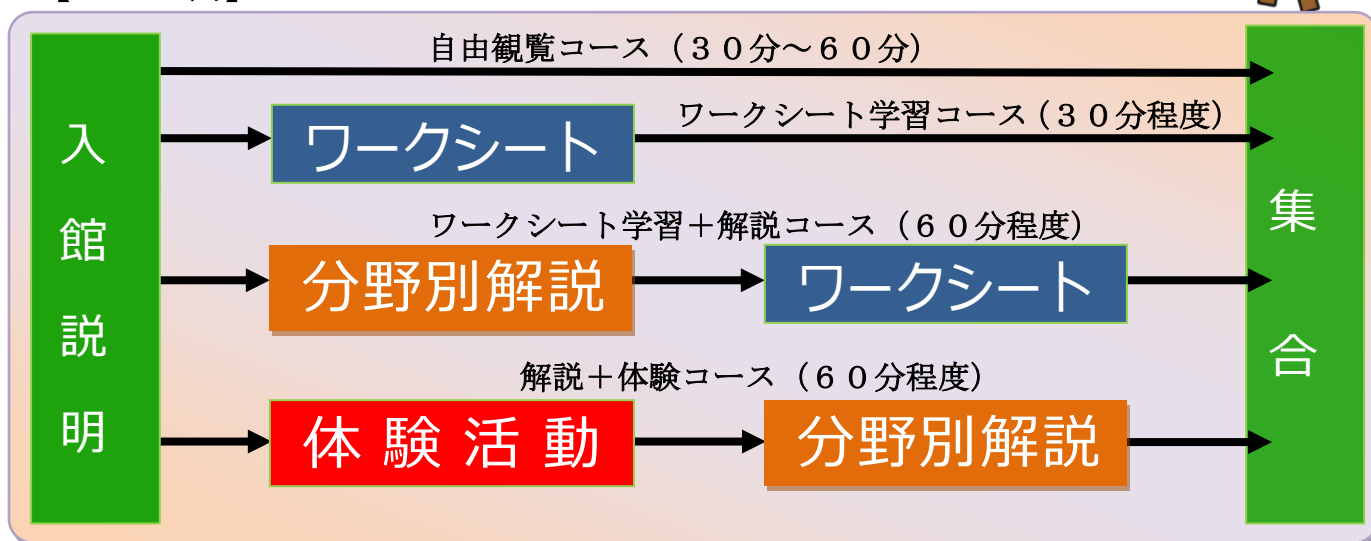 自由観覧コース（３０分～６０分）
入館説明
ワークシート
ワークシート学習コース（３０分程度）
集合
ワークシート学習＋解説コース（６０分程度）
分野別解説
ワークシート
解説＋体験コース（６０分程度）
体験活動
分野別解説